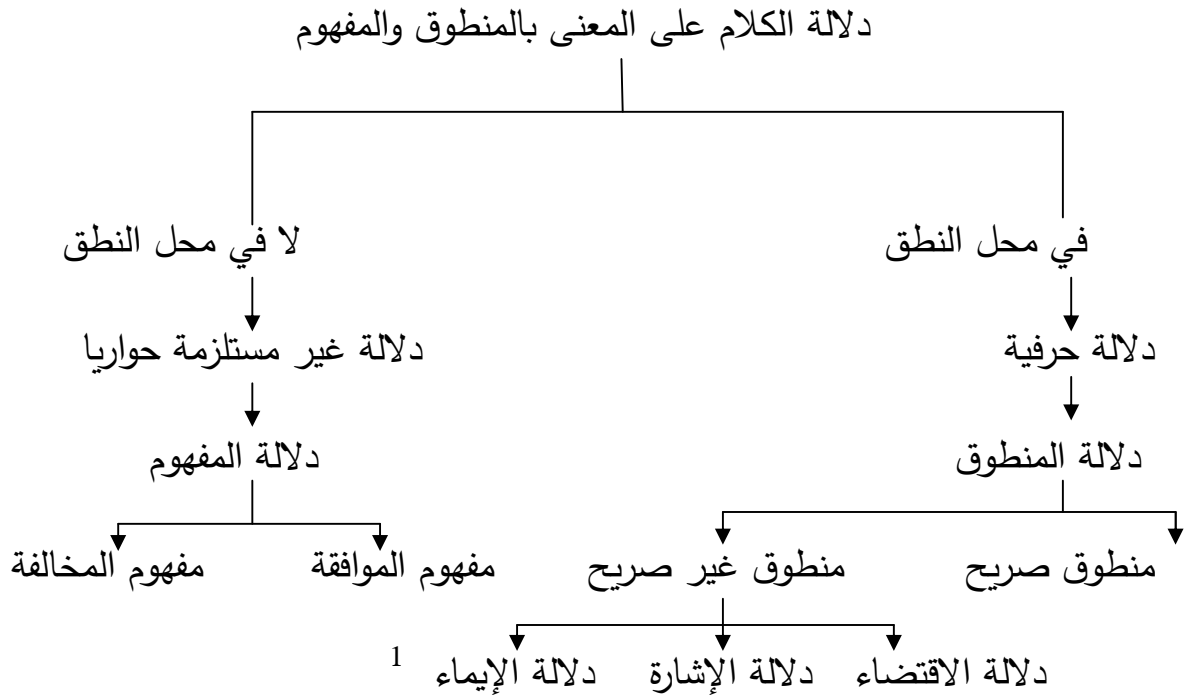 دلالة الكلام على المعنى بالمنطوق والمفهوم
في محل النطق
لا في محل النطق
دلالة حرفية
دلالة غير مستلزمة حواريا
دلالة المنطوق
دلالة المفهوم
منطوق صريح
منطوق غير صريح
مفهوم الموافقة
مفهوم المخالفة
دلالة الاقتضاء
دلالة الإشارة
دلالة الإيماء
1